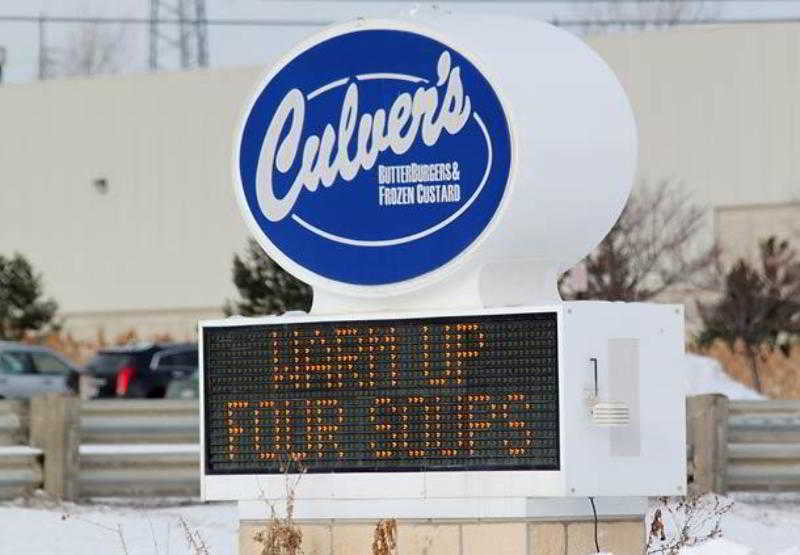 Culver's
ButterBurgers &
Frozen Custard
WARM UP
FOUR SOUPS